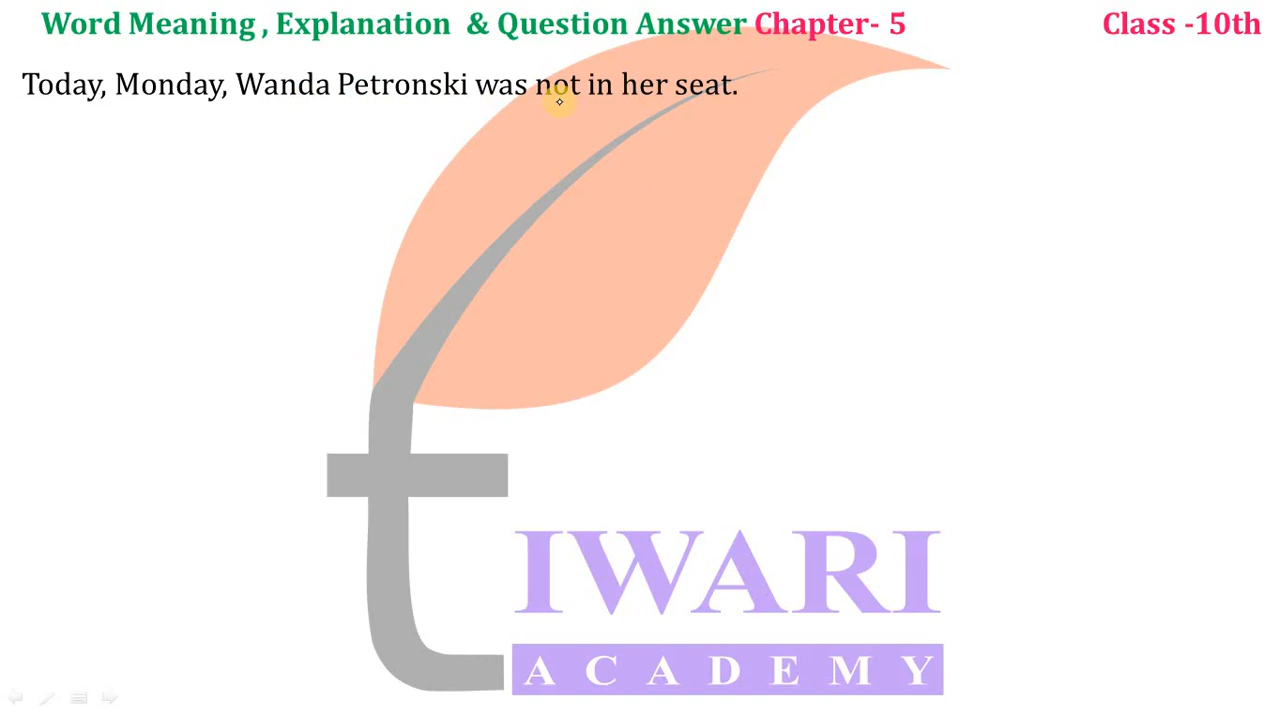 Word Meaning , Explanation & Question Answer Chapter- 5 Class -10th
Today, Monday, Wanda Petronski was not in her seat.
tIWARI
ACADEMY